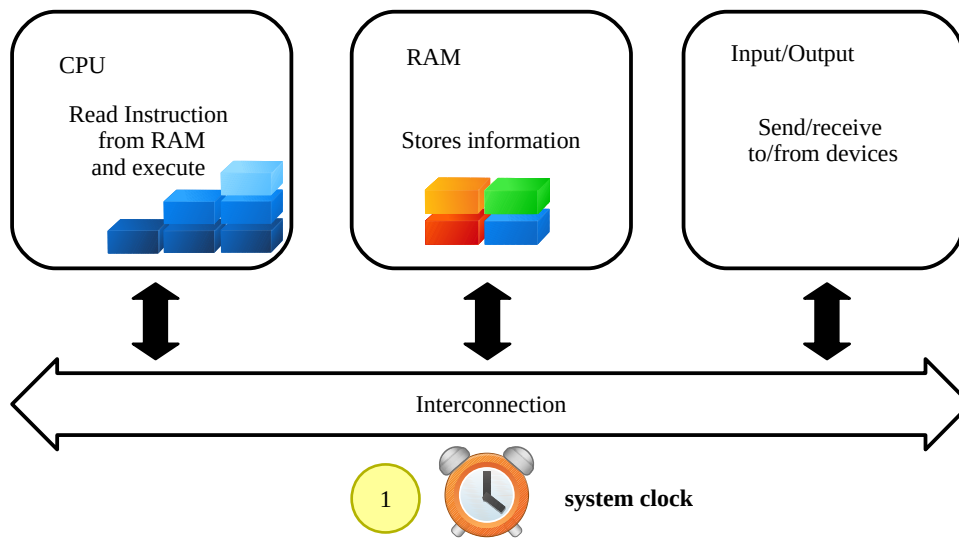 CPU
Read Instruction
from RAM
and execute
RAM
Stores information
Input/Output
Send/receive
to/from devices
Interconnection
1
system clock